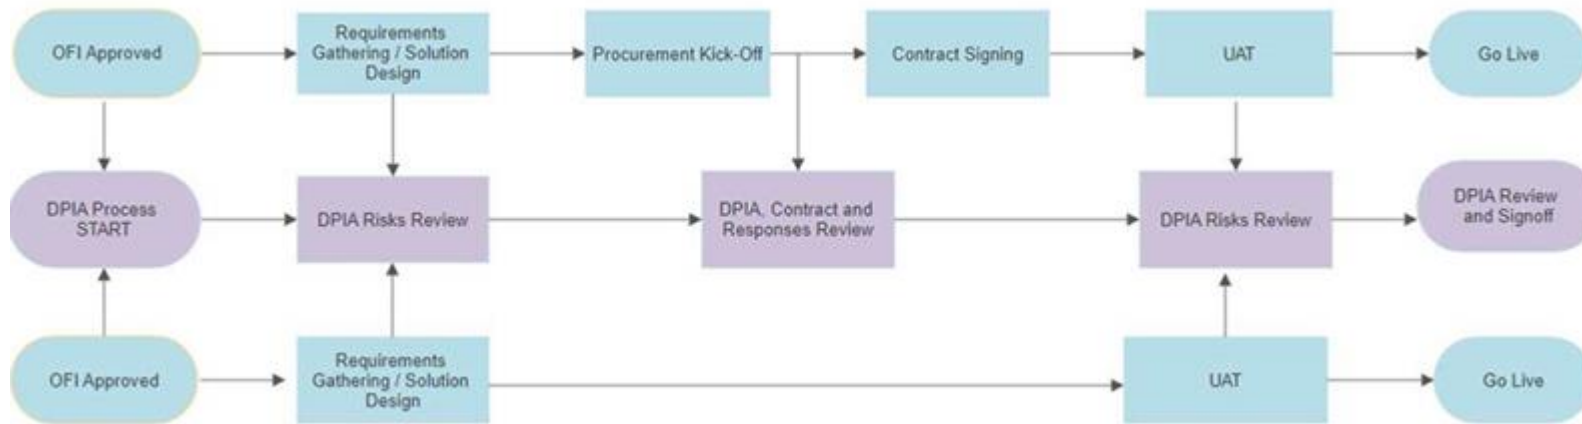 OFI Approved
Requirements
Gathering / Solution
Design
Procurement Kick-Off
Contract Signing
UAT
Go Live
DPIA Process
START
DPIA Risks Review
DPIA, Contract and
Responses Review
DPIA Risks Review
DPIA Review
and Signoff
OFI Approved
Requirements
Gathering / Solution
Design
UAT
Go Live